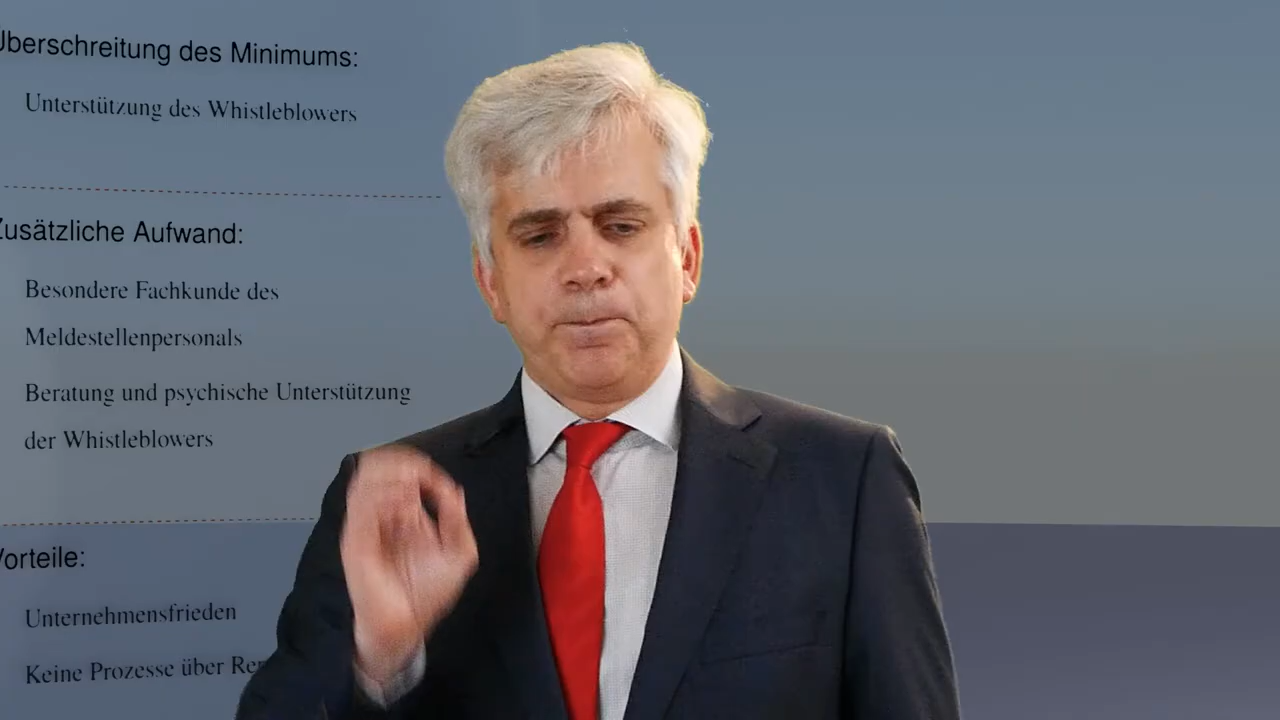 Überschreitung des Minimums:
Unterstützung des Whistleblowers
Zusätzliche Aufwand:
Besondere Fachkunde des
Meldestellenpersonals
Beratung und psychische Unterstützung
der Whistleblowers
Vorteile:
Unternehmensfrieden
Keine Prozesse über